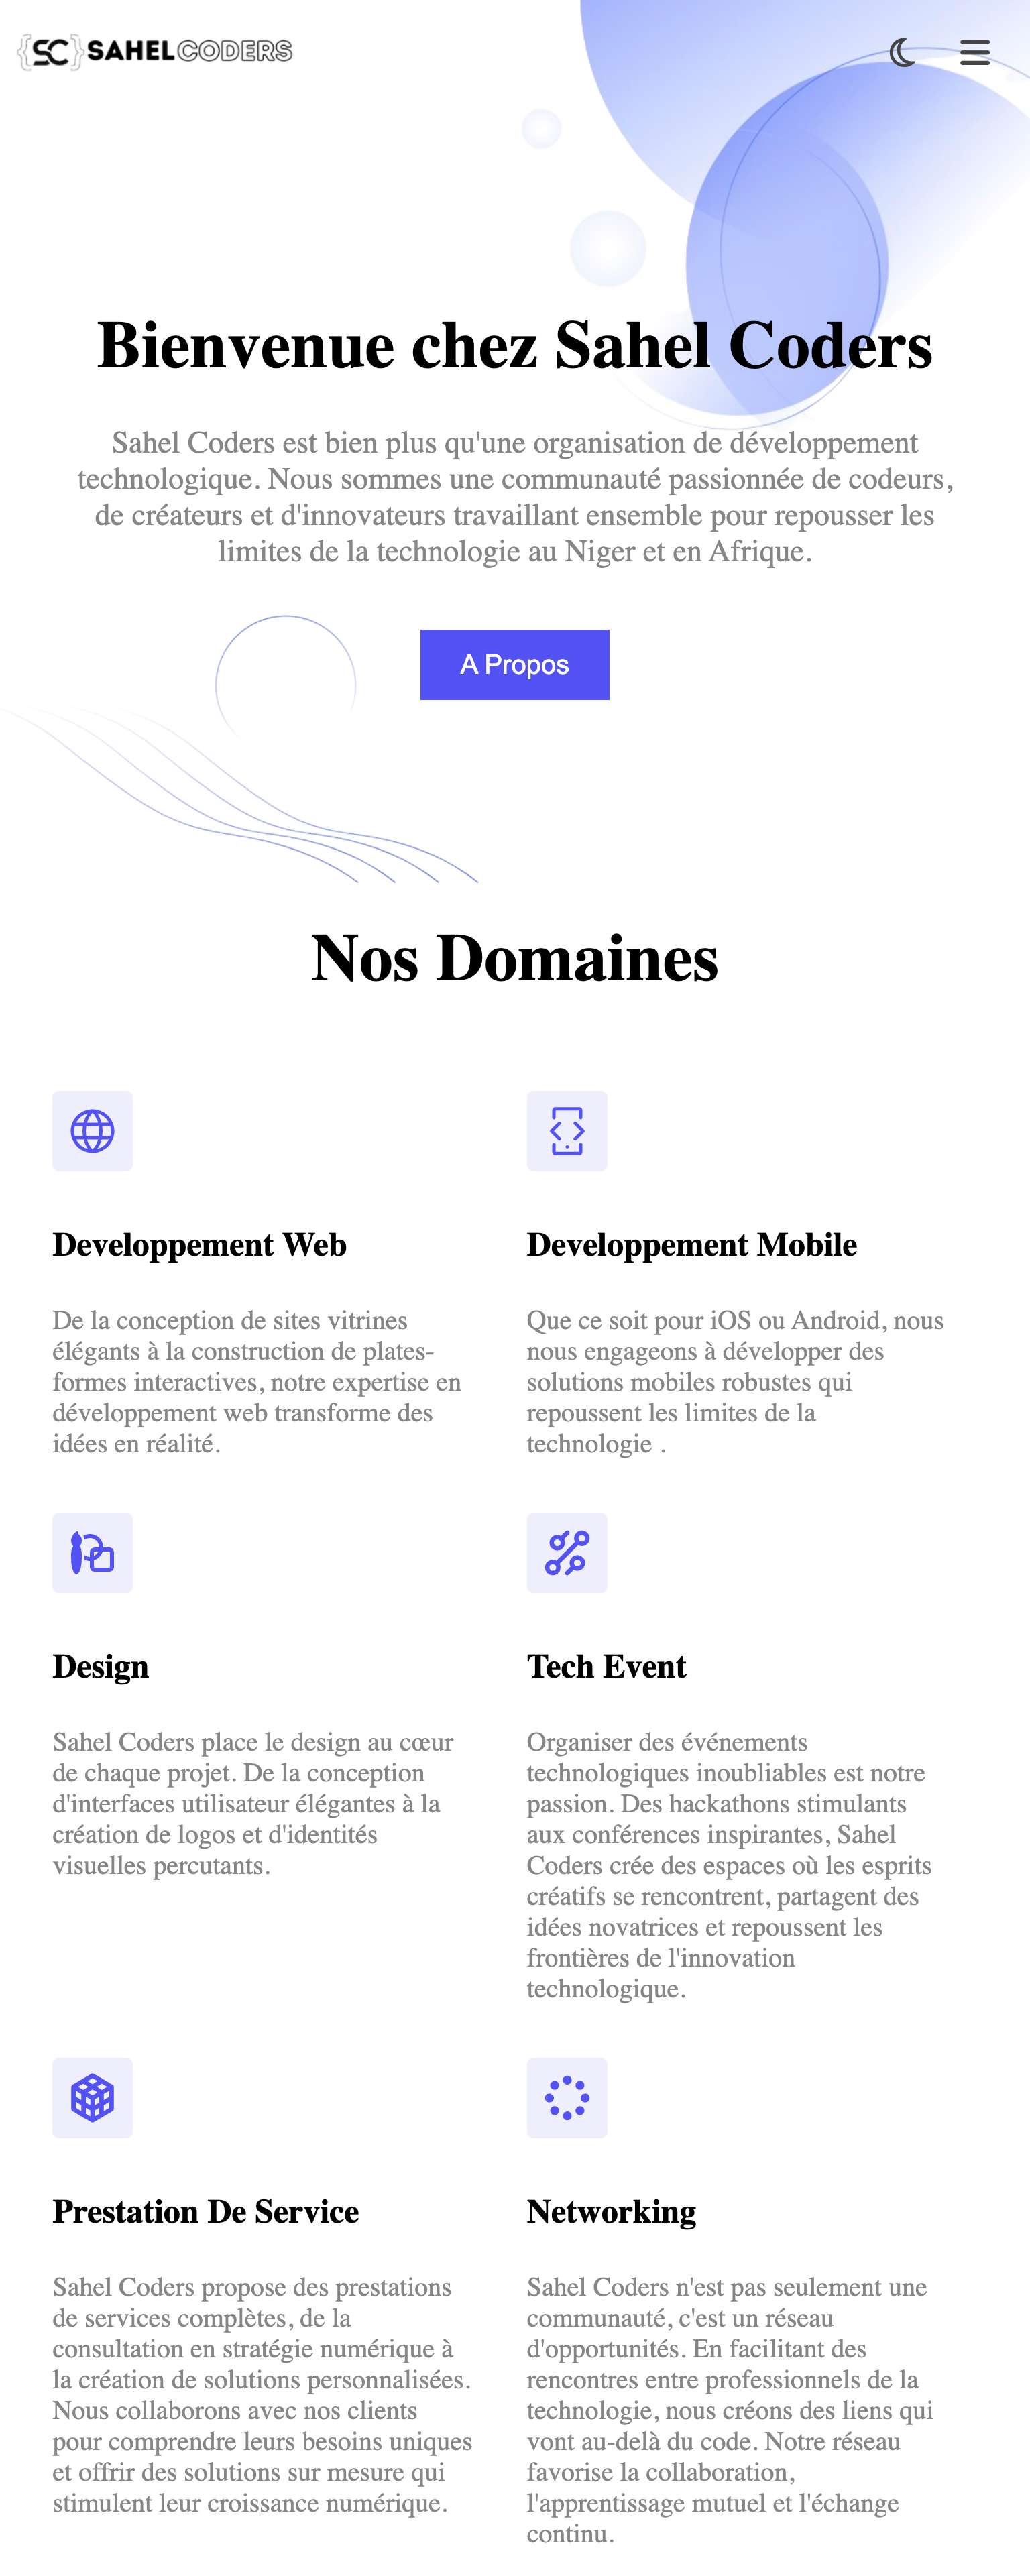 {SC} SAHEL CODERS
Bienvenue chez Sahel Coders
Sahel Coders est bien plus qu'une organisation de développement
technologique. Nous sommes une communauté passionnée de codeurs,
de créateurs et d'innovateurs travaillant ensemble pour repousser les
limites de la technologie au Niger et en Afrique.
A Propos
Nos Domaines
Developpement Web
De la conception de sites vitrines
élégants à la construction de plates-
formes interactives, notre expertise en
développement web transforme des
idées en réalité.
Developpement Mobile
Que ce soit pour iOS ou Android, nous
nous engageons à développer des
solutions mobiles robustes qui
repoussent les limites de la
technologie .
Design
Sahel Coders place le design au cœur
de chaque projet. De la conception
d'interfaces utilisateur élégantes à la
création de logos et d'identités
visuelles percutants.
Tech Event
Organiser des événements
technologiques inoubliables est notre
passion. Des hackathons stimulants
aux conférences inspirantes, Sahel
Coders crée des espaces où les esprits
créatifs se rencontrent, partagent des
idées novatrices et repoussent les
frontières de l'innovation
technologique.
Prestation De Service
Sahel Coders propose des prestations
de services complètes, de la
consultation en stratégie numérique à
la création de solutions personnalisées.
Nous collaborons avec nos clients
pour comprendre leurs besoins uniques
et offrir des solutions sur mesure qui
stimulent leur croissance numérique.
Networking
Sahel Coders n'est pas seulement une
communauté, c'est un réseau
d'opportunités. En facilitant des
rencontres entre professionnels de la
technologie, nous créons des liens qui
vont au-delà du code. Notre réseau
favorise la collaboration,
l'apprentissage mutuel et l'échange
continu.